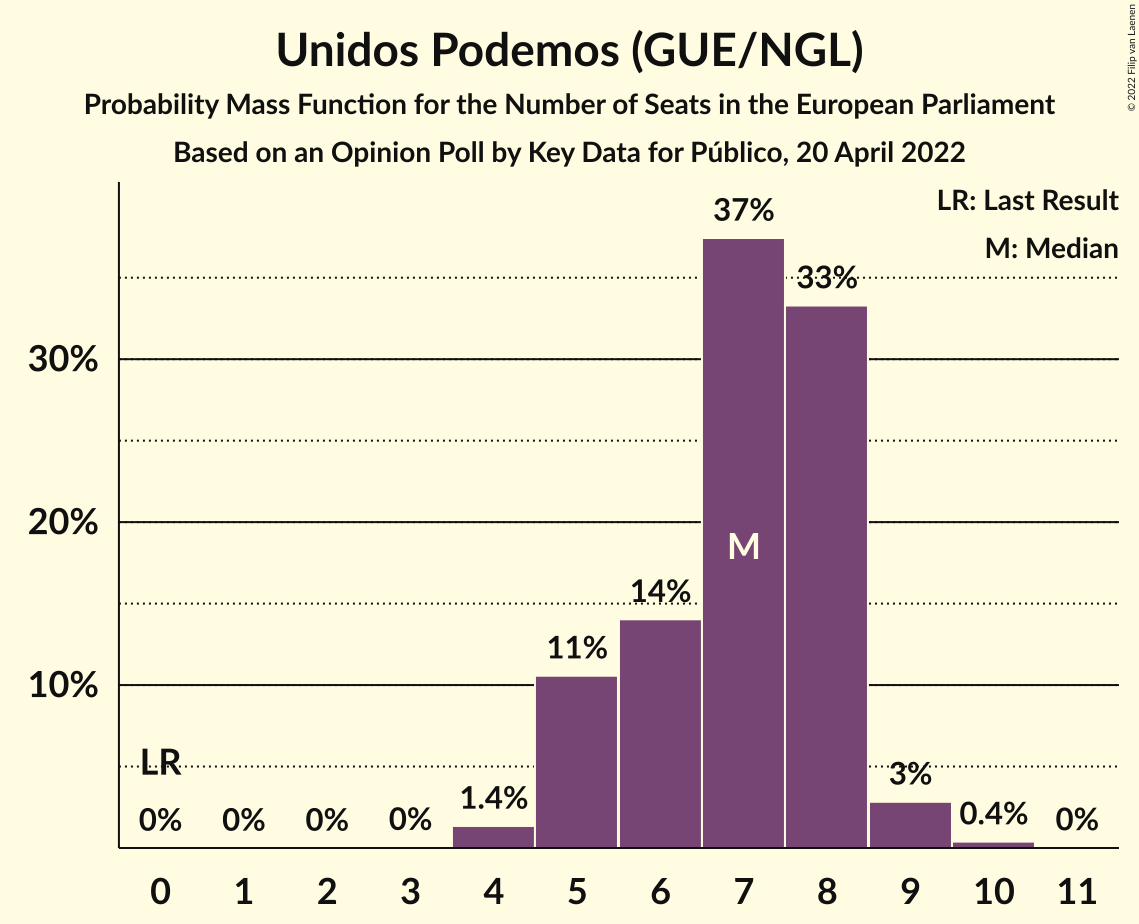 Unidos Podemos (GUE/NGL)
Probability Mass Function for the Number of Seats in the European Parliament
Based on an Opinion Poll by Key Data for Público, 20 April 2022
© 2022 Filip van Laenen
LR: Last Result
M: Median
37%
33%
30%
20%
M
14%
11%
10%
LR
3%
1.4%
0.4%
0% 0% 0% 0% 0%
0 1 2 3 4 5 6 7 8 9 10 11